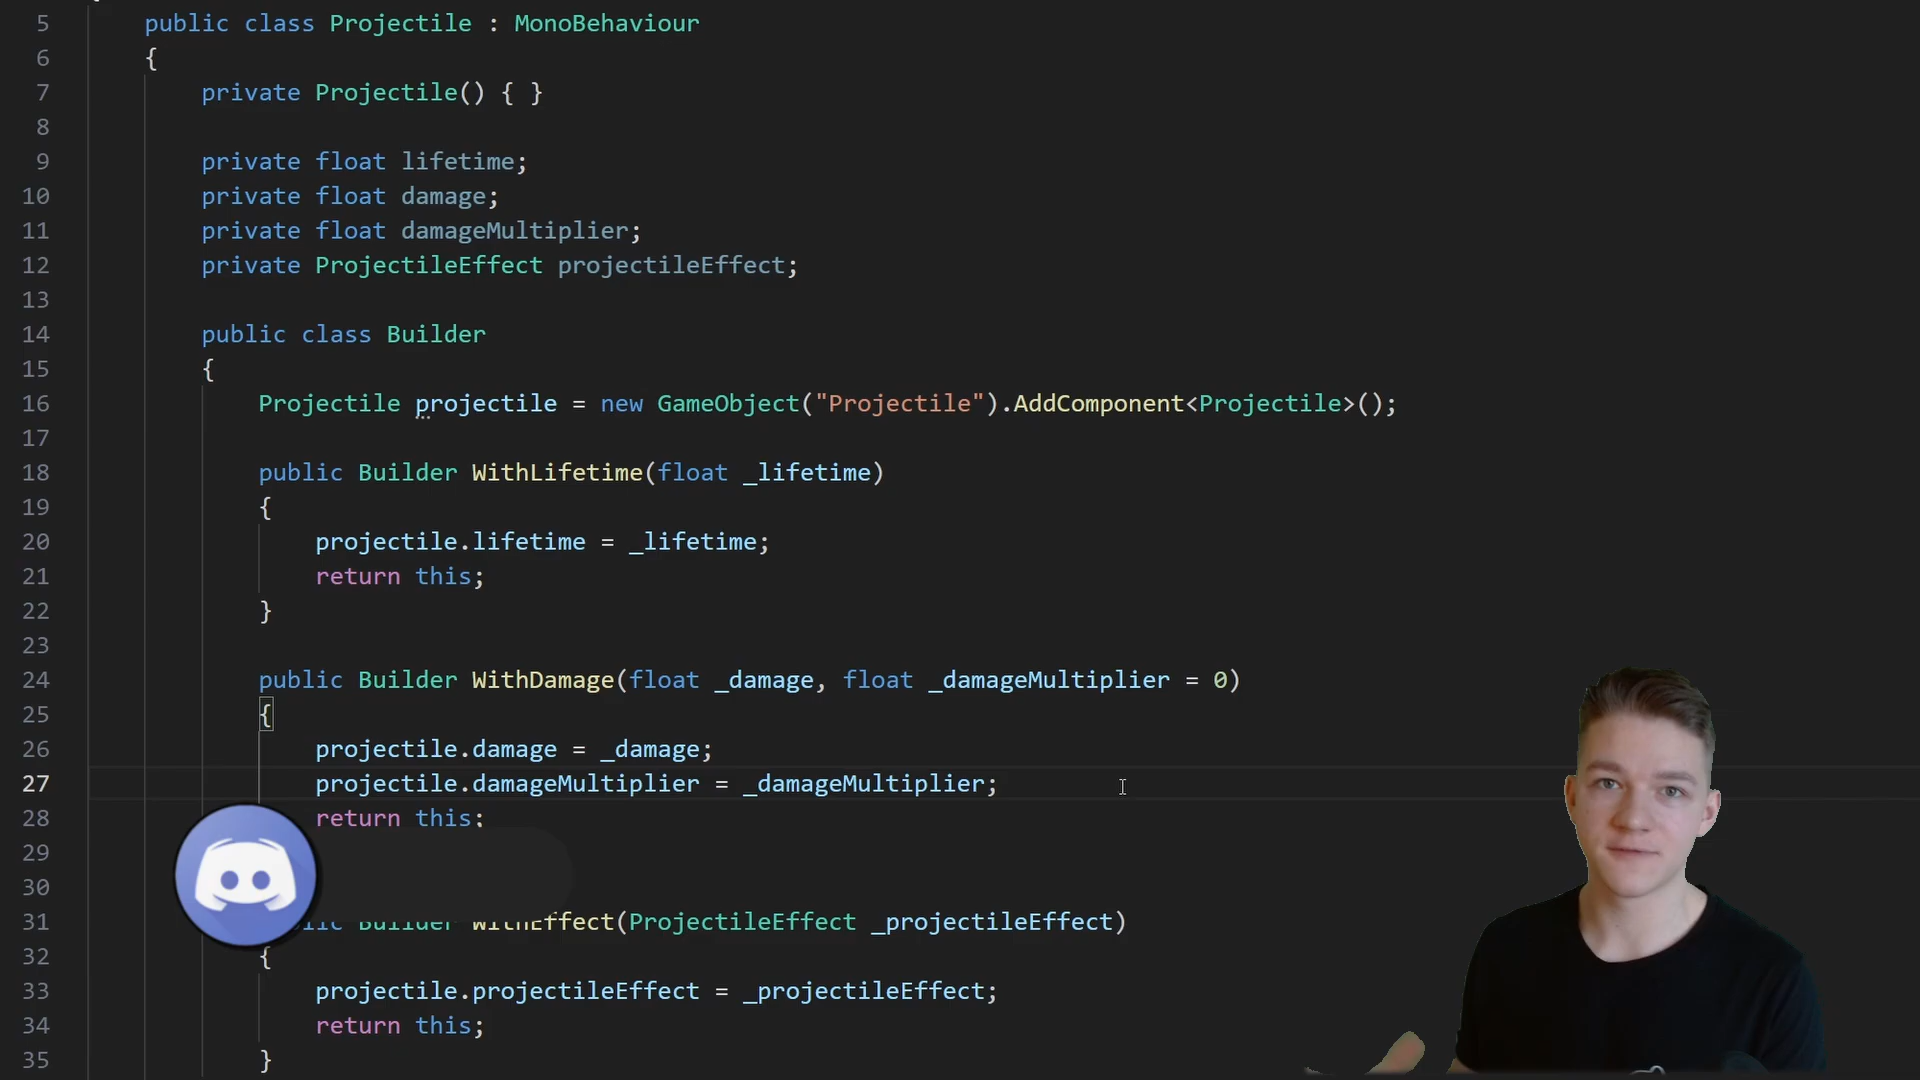 5 public class Projectile : MonoBehaviour
6 {
7 private Projectile() { }
8
9 private float lifetime;
10 private float damage;
11 private float damageMultiplier;
12 private ProjectileEffect projectileEffect;
13
14 public class Builder
15 {
16 Projectile projectile = new GameObject("Projectile").AddComponent<Projectile>();
17
18 public Builder WithLifetime(float _lifetime)
19 {
20 projectile.lifetime = _lifetime;
21 return this;
22 }
23
24 public Builder WithDamage(float _damage, float _damageMultiplier = 0)
25 {
26 projectile.damage = _damage;
27 projectile.damageMultiplier = _damageMultiplier;
28 return this;
29
30
31 Builder WithEffect(ProjectileEffect _projectileEffect)
32 {
33 projectile.projectileEffect = _projectileEffect;
34 return this;
35 }